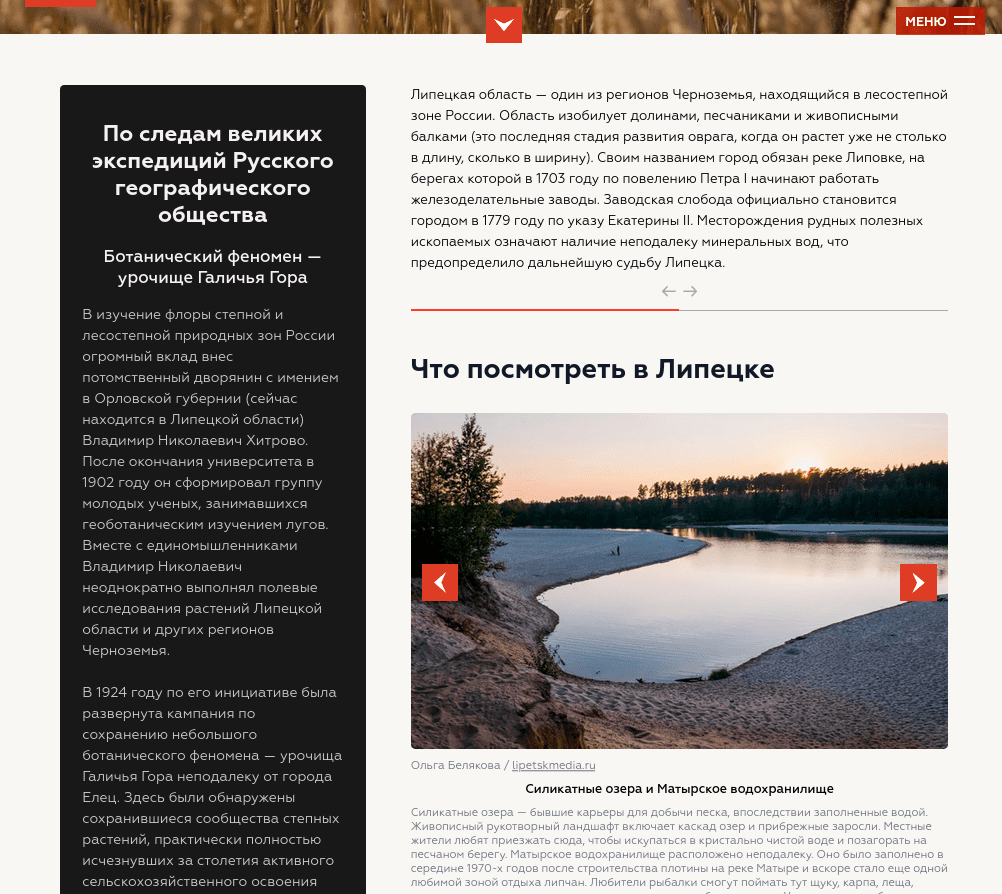 МЕНЮ
По следам великих
экспедиций Русского
географического
общества
Ботанический феномен —
урочище Галичья Гора
В изучение флоры степной и
лесостепной природных зон России
огромный вклад внес
потомственный дворянин с имением
в Орловской губернии (сейчас
находится в Липецкой области)
Владимир Николаевич Хитрово.
После окончания университета в
1902 году он сформировал группу
молодых ученых, занимавшихся
геоботаническим изучением лугов.
Вместе с единомышленниками
Владимир Николаевич
неоднократно выполнял полевые
исследования растений Липецкой
области и других регионов
Черноземья.
В 1924 году по его инициативе была
развернута кампания по
сохранению небольшого
ботанического феномена — урочища
Галичья Гора неподалеку от города
Елец. Здесь были обнаружены
сохранившиеся сообщества степных
растений, практически полностью
исчезнувших за столетия активного
сельскохозяйственного освоения
Липецкая область — один из регионов Черноземья, находящийся в лесостепной
зоне России. Область изобилует долинами, песчаниками и живописными
балками (это последняя стадия развития оврага, когда он растет уже не столько
в длину, сколько в ширину). Своим названием город обязан реке Липовке, на
берегах которой в 1703 году по повелению Петра I начинают работать
железоделательные заводы. Заводская слобода официально становится
городом в 1779 году по указу Екатерины II. Месторождения рудных полезных
ископаемых означают наличие неподалеку минеральных вод, что
предопределило дальнейшую судьбу Липецка.
Что посмотреть в Липецке
Ольга Белякова / lipetskmedia.ru
Силикатные озера и Матырское водохранилище
Силикатные озера — бывшие карьеры для добычи песка, впоследствии заполненные водой.
Живописный рукотворный ландшафт включает каскад озер и прибрежные заросли. Местные
жители любят приезжать сюда, чтобы искупаться в кристально чистой воде и позагорать на
песчаном берегу. Матырское водохранилище расположено неподалеку. Оно было заполнено в
середине 1970-х годов после строительства плотины на реке Матыре и вскоре стало еще одной
любимой зоной отдыха липчан. Любители рыбалки смогут поймать тут щуку, карпа, леща,